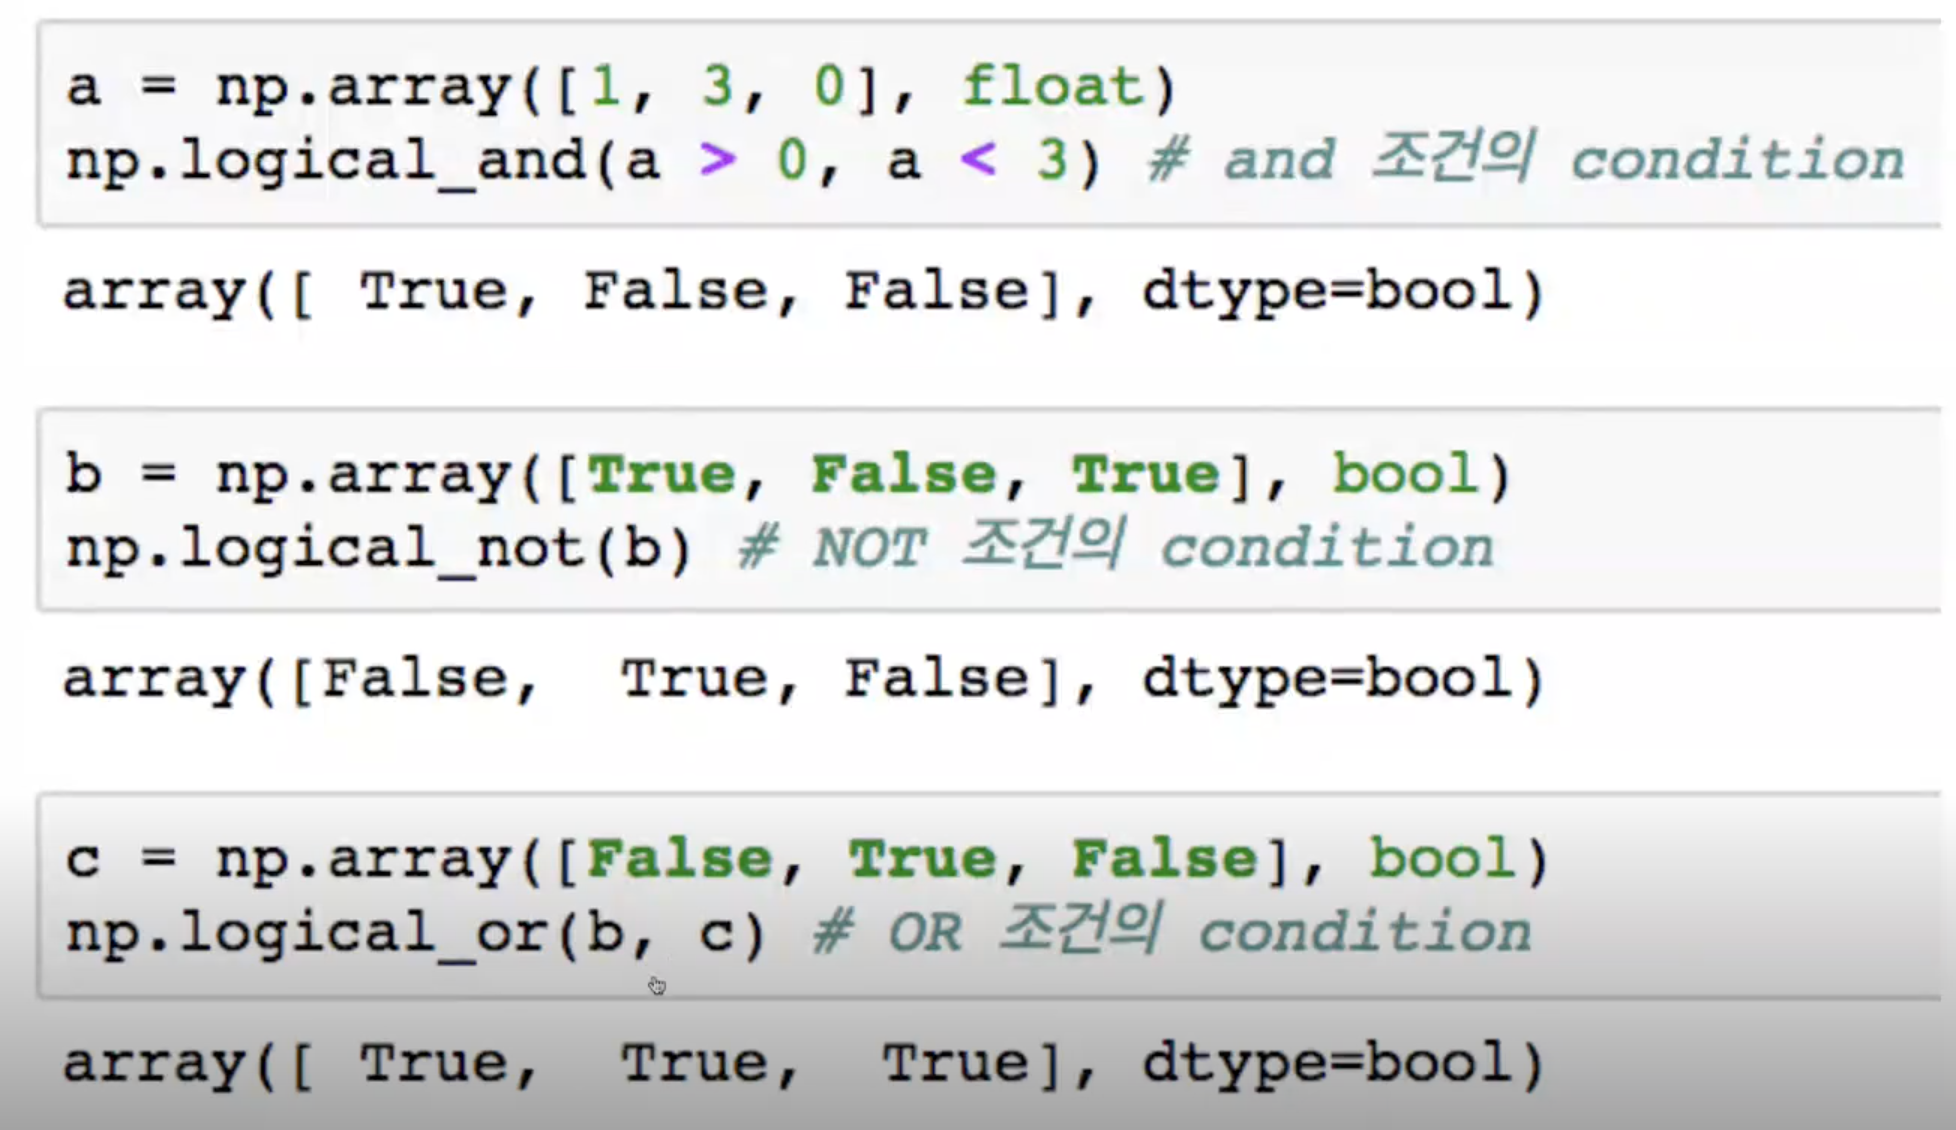 a = np.array([1, 3, 0], float)
np.logical_and(a > 0, a < 3) # and 조건의 condition
array([ True, False, False], dtype=bool)
b = np.array([True, False, True], bool)
np.logical_not(b) # NOT 조건의 condition
array([False,  True, False], dtype=bool)
c = np.array([False, True, False], bool)
np.logical_or(b, c) # OR 조건의 condition
array([ True,  True,  True], dtype=bool)